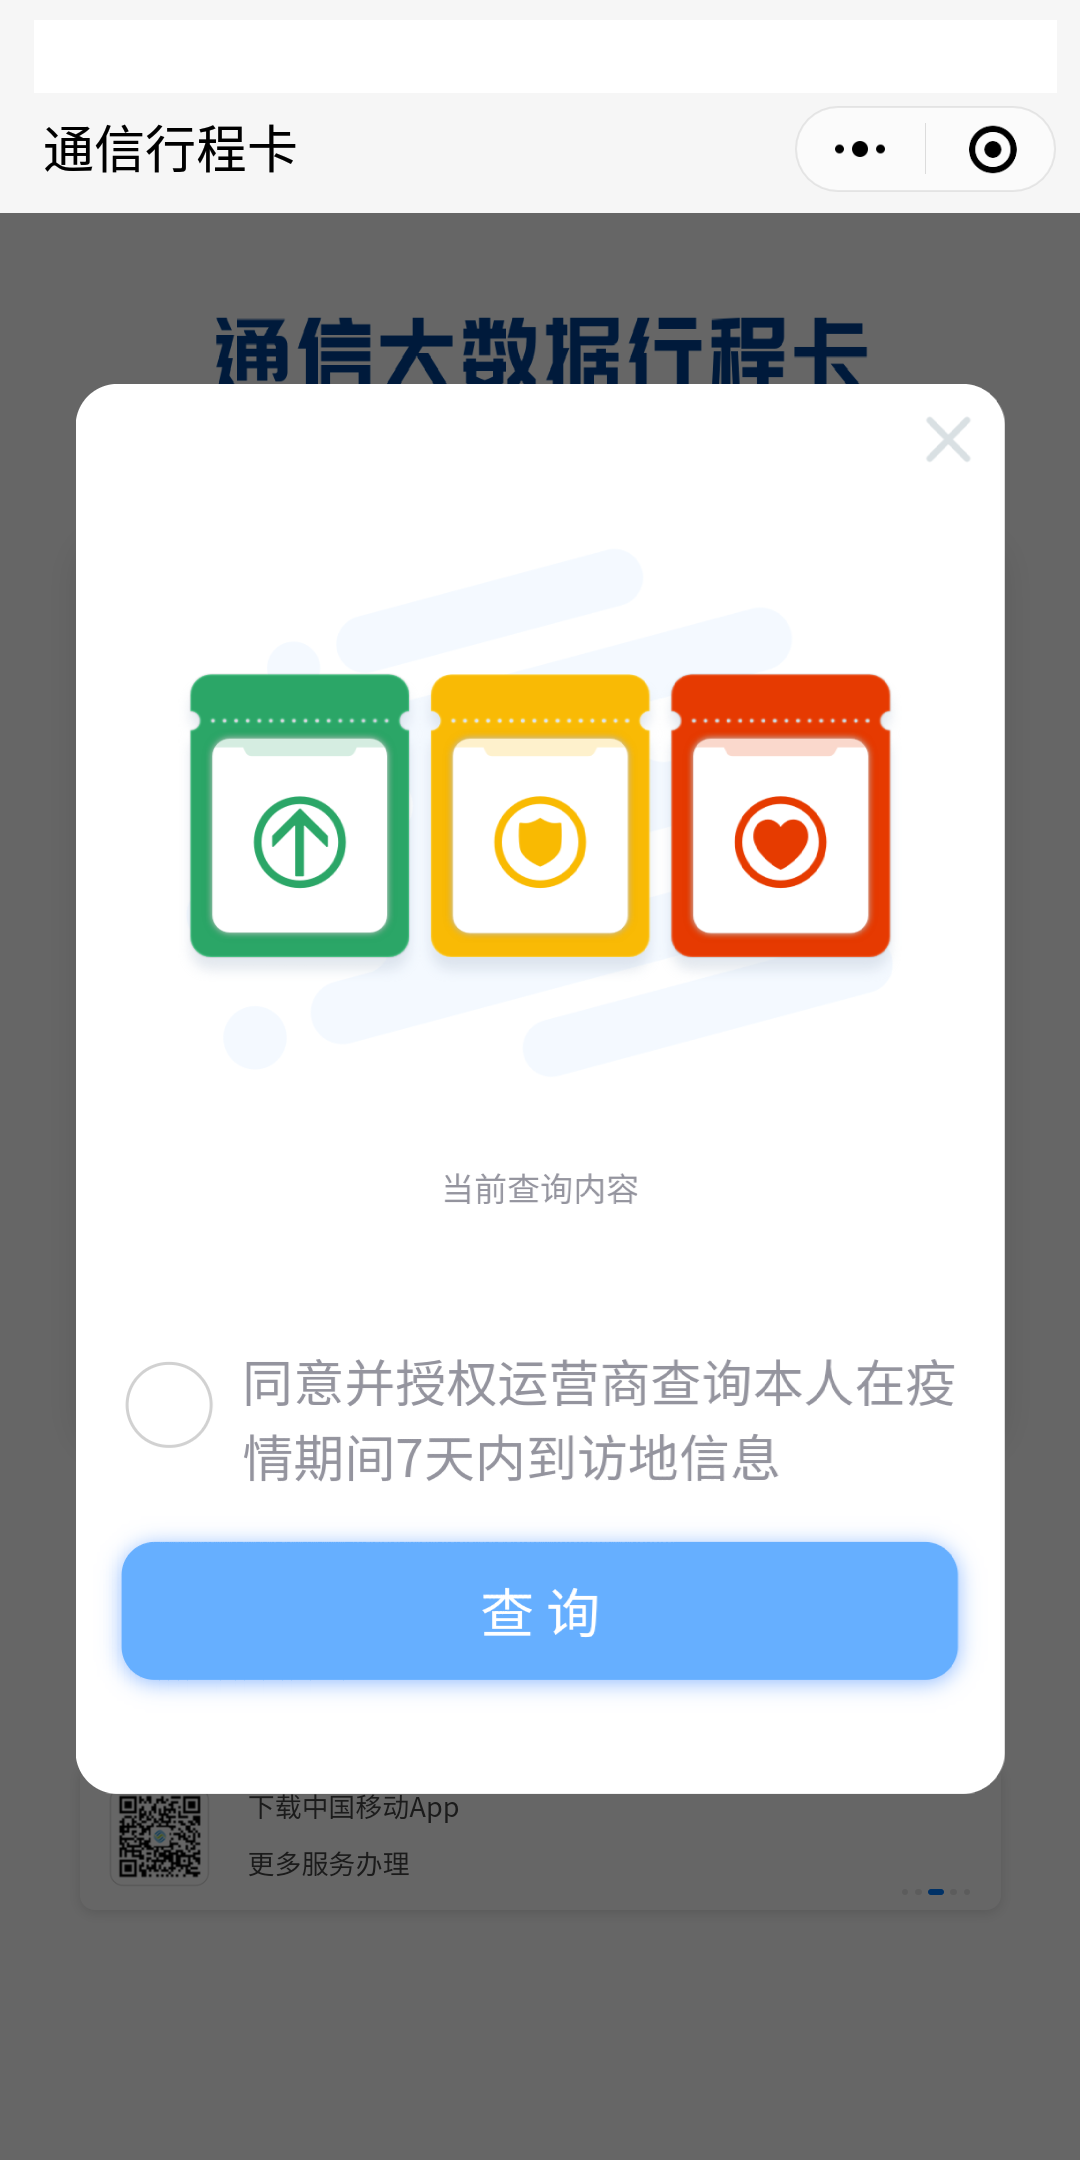 通信行程卡
通信大数据行程卡
当前查询内容
同意并授权运营商查询本人在疫
情期间7天内到访地信息
查询
下载中国移动App
更多服务办理